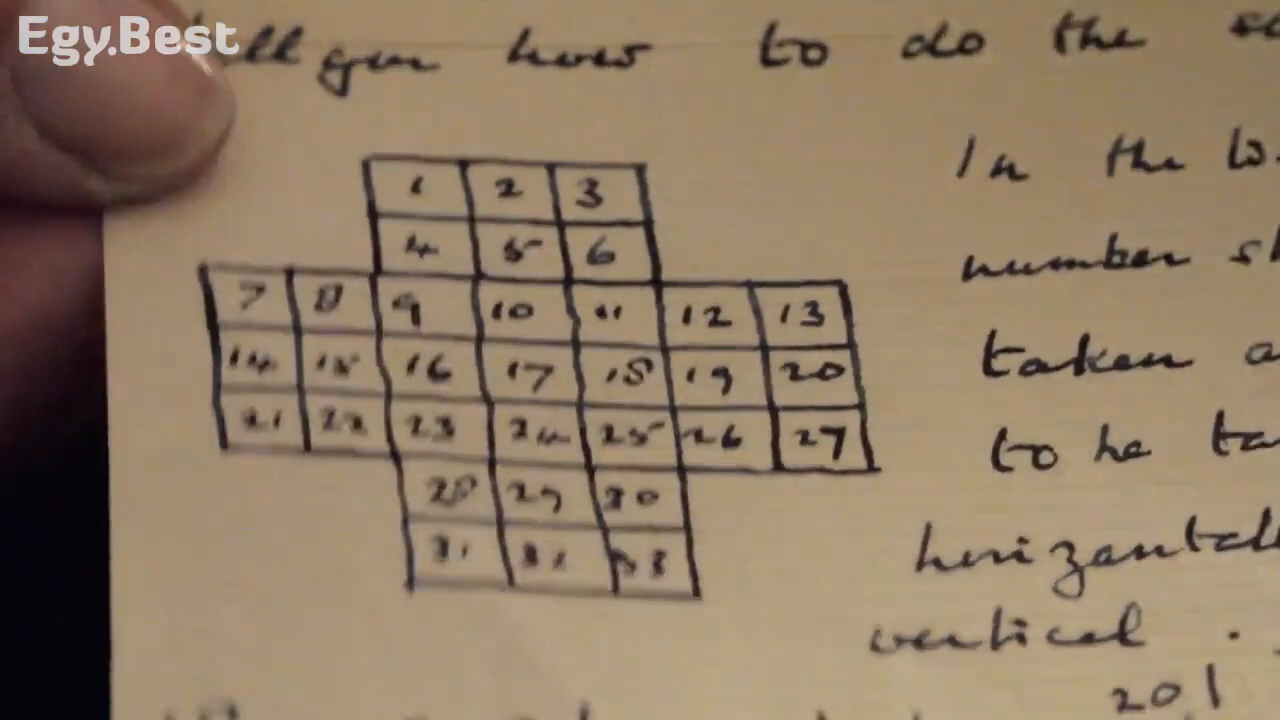 Egy.Best
how to do the
In the
1 2 3
4 5 6
number
7 8 9 10 11 12 13
taken
14 15 16 17 18 19 20
21 22 23 24 25 26 27
to be
28 29 30
31 32 33
horizontal
vertical .
201